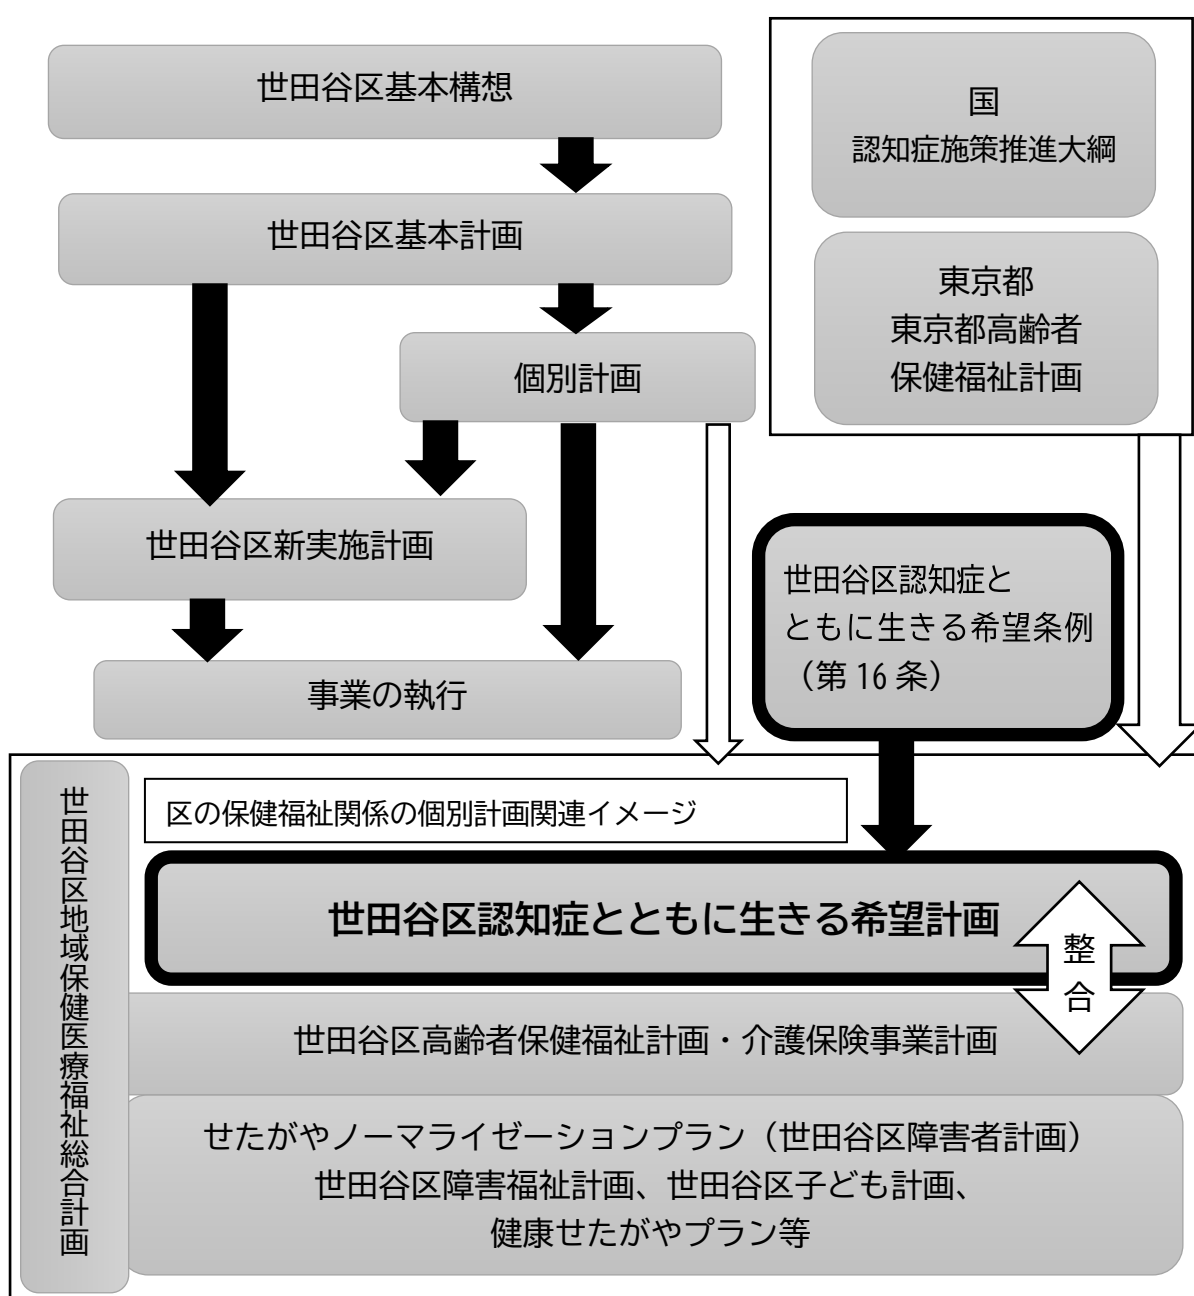 世田谷区基本構想
世田谷区基本計画
個別計画
世田谷区新実施計画
事業の執行
国
認知症施策推進大綱
東京都
東京都高齢者
保健福祉計画
世田谷区認知症と
ともに生きる希望条例
（第 16 条）
世田谷区地域保健医療福祉総合計画
区の保健福祉関係の個別計画関連イメージ
世田谷区認知症とともに生きる希望計画
整
合
世田谷区高齢者保健福祉計画・介護保険事業計画
せたがやノーマライゼーションプラン（世田谷区障害者計画）
世田谷区障害福祉計画、世田谷区子ども計画、
健康せたがやプラン等